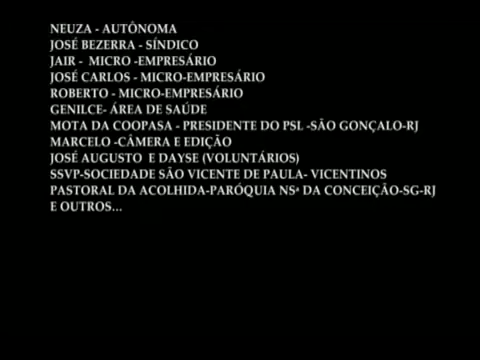 NEUZA - AUTÔNOMA
JOSÉ BEZERRA - SÍNDICO
JAIR -  MICRO -EMPRESÁRIO
JOSÉ CARLOS - MICRO-EMPRESÁRIO
ROBERTO - MICRO-EMPRESÁRIO
GENILCE- ÁREA DE SAÚDE
MOTA DA COOPASA - PRESIDENTE DO PSL -SÃO GONÇALO-RJ
MARCELO -CÂMERA E EDIÇÃO
JOSÉ AUGUSTO  E DAYSE (VOLUNTÁRIOS)
SSVP-SOCIEDADE SÃO VICENTE DE PAULA- VICENTINOS
PASTORAL DA ACOLHIDA-PARÓQUIA NSª DA CONCEIÇÃO-SG-RJ
E OUTROS...